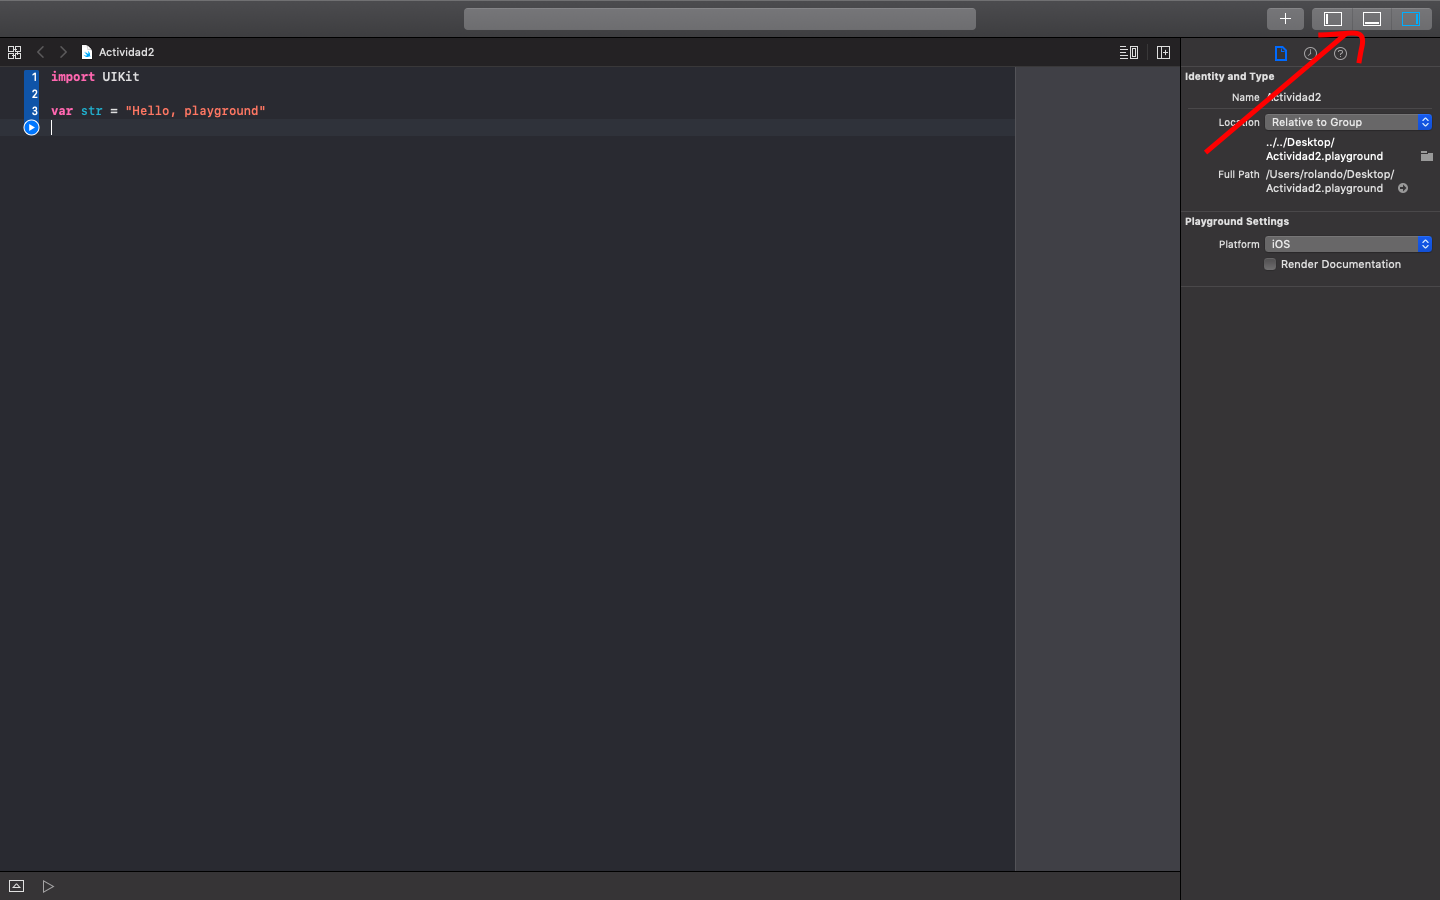 Actividad2
1 import UIKit
2
3 var str = "Hello, playground"
Identity and Type
Name Actividad2
Location Relative to Group
../../Desktop/
Actividad2.playground
Full Path /Users/rolando/Desktop/
Actividad2.playground
Playground Settings
Platform iOS
Render Documentation